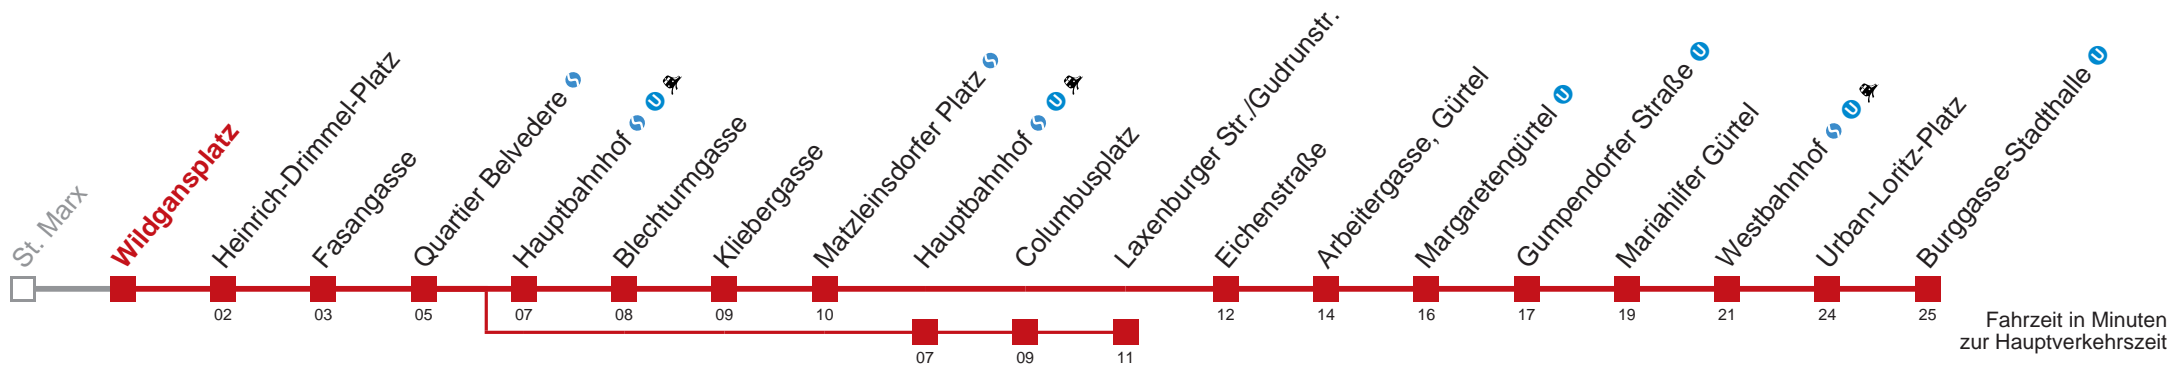 St. Marx
Wildgansplatz
Heinrich-Drimmel-Platz
Fasangasse
Quartier Belvedere S
Hauptbahnhof S U
Blechturmgasse
Kliebergasse
Matzleinsdorfer Platz S
Hauptbahnhof S U
Columbusplatz
Laxenburger Str./Gudrunstr.
Eichenstraße
Arbeitergasse, Gürtel
Margaretengürtel U
Gumpendorfer Straße U
Mariahilfer Gürtel
Westbahnhof S U
Urban-Loritz-Platz
Burggasse-Stadthalle U
02 03 05 07 08 09 10 12 14 16 17 19 21 24 25
07 09 11
Fahrzeit in Minuten
zur Hauptverkehrszeit